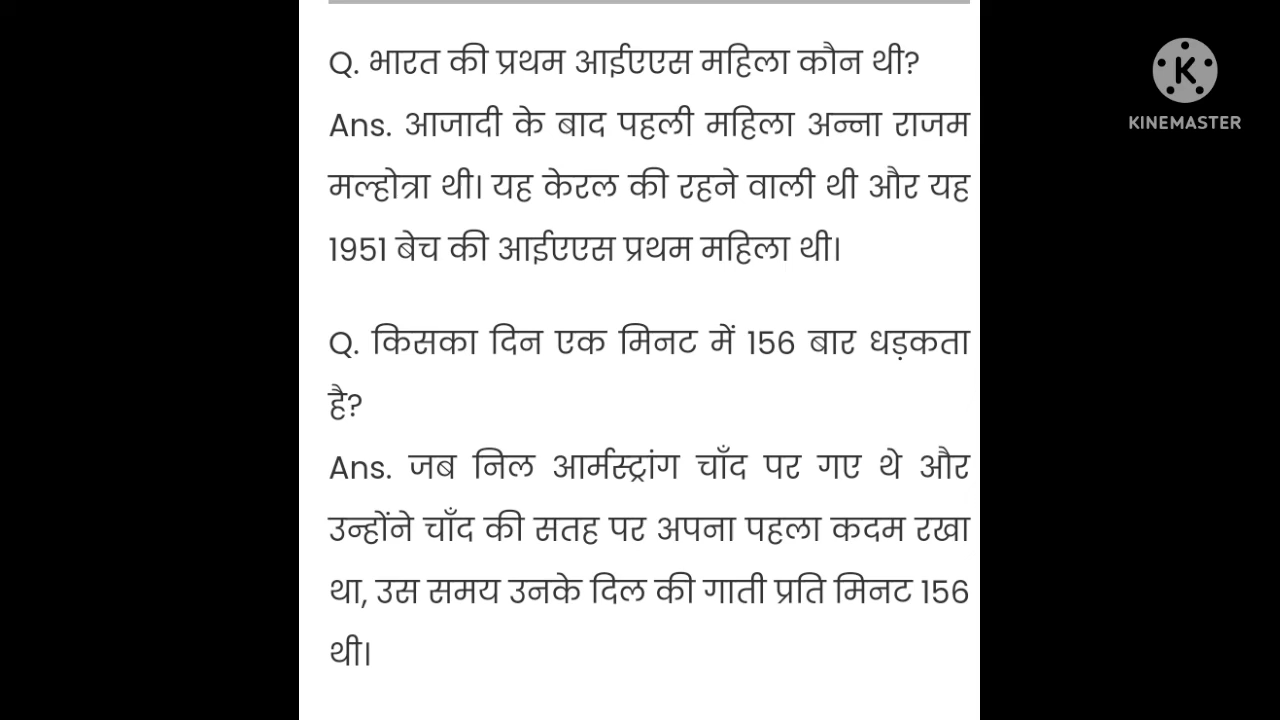 Q. भारत की प्रथम आईएएस महिला कौन थी?
Ans. आजादी के बाद पहली महिला अन्ना राजम
मल्होत्रा थी। यह केरल की रहने वाली थी और यह
1951 बेच की आईएएस प्रथम महिला थी।
Q. किसका दिन एक मिनट में 156 बार धड़कता
है?
Ans. जब निल आर्मस्ट्रांग चाँद पर गए थे और
उन्होंने चाँद की सतह पर अपना पहला कदम रखा
था, उस समय उनके दिल की गाती प्रति मिनट 156
थी।
K
KINEMASTER